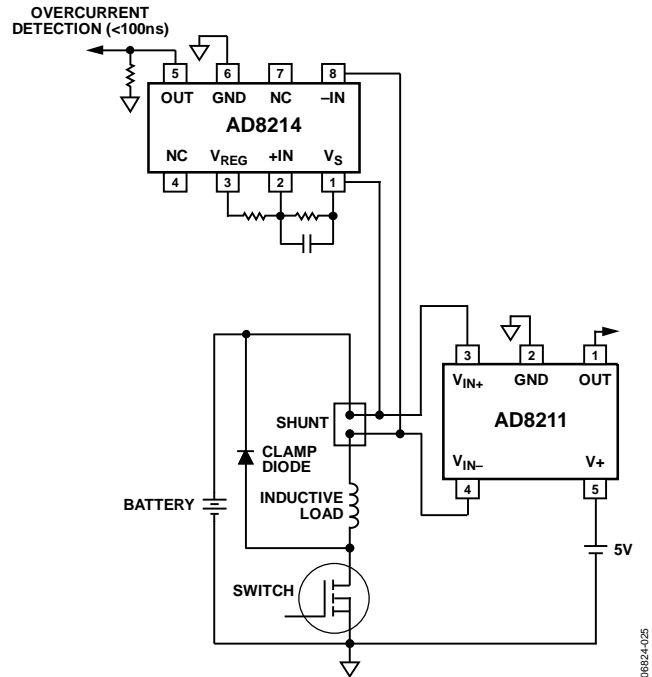 OVERCURRENT
DETECTION (<100ns)
5 6 7 8
OUT GND NC –IN
AD8214
NC VREG +IN VS
4 3 2 1
3 2 1
VIN+ GND OUT
AD8211
VIN– V+
4 5
SHUNT
CLAMP
DIODE
BATTERY
INDUCTIVE
LOAD
5V
SWITCH
06824-025